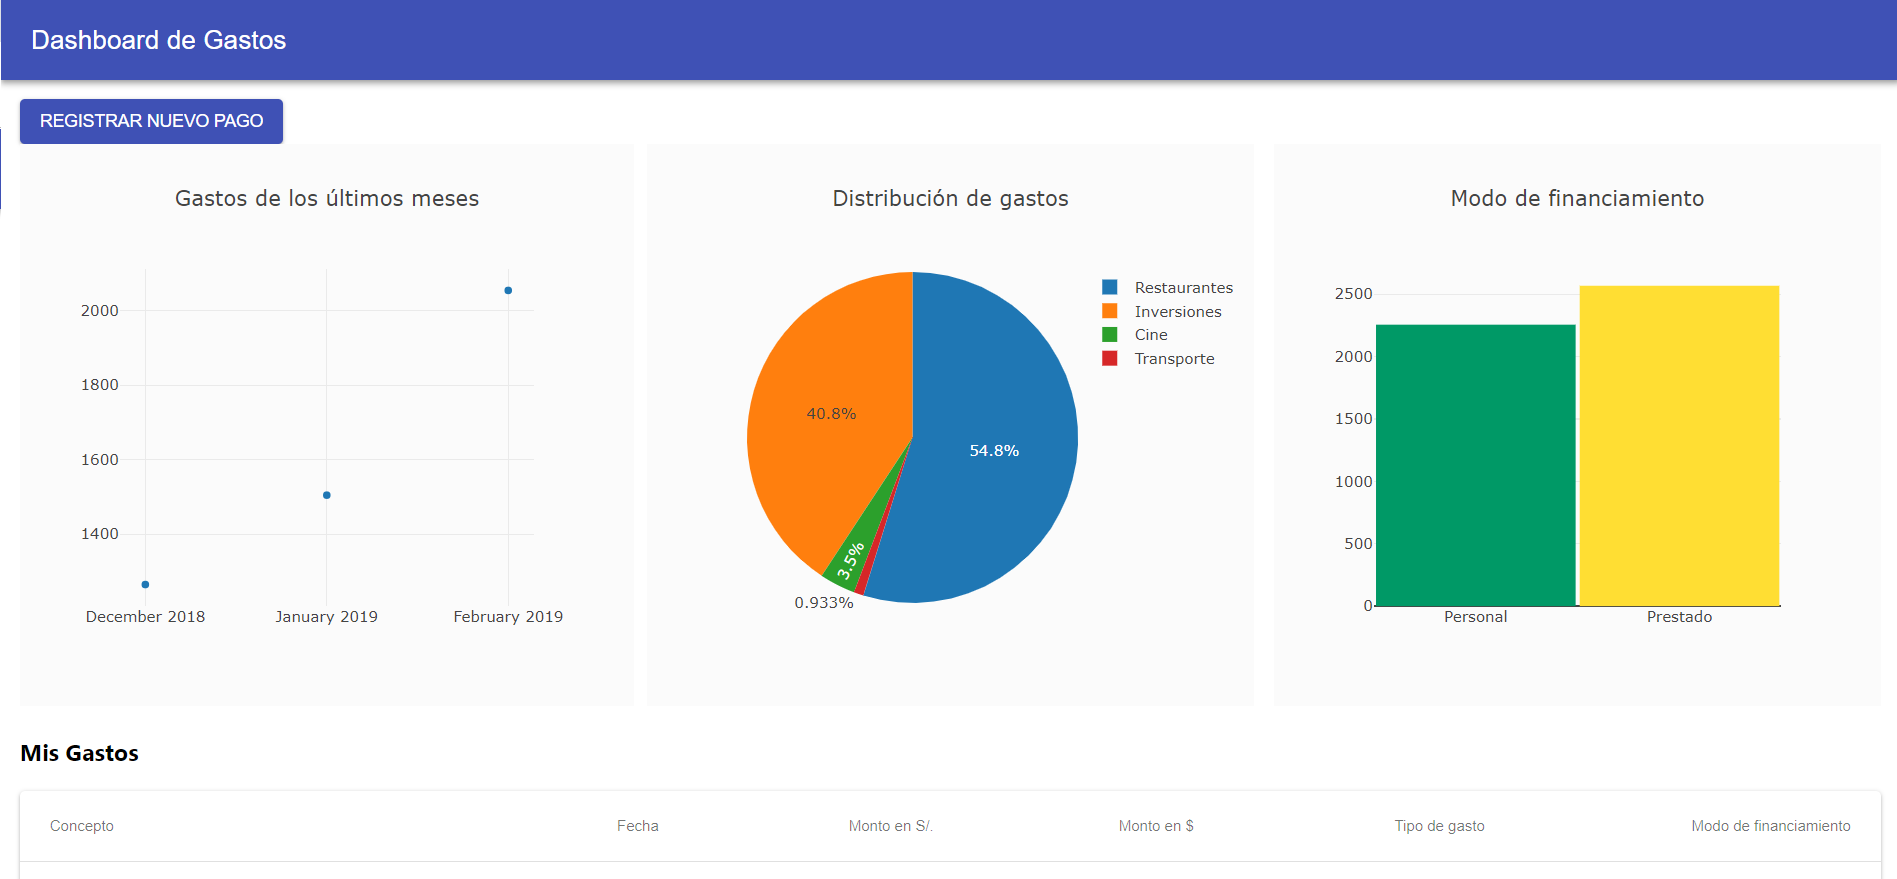 Dashboard de Gastos
REGISTRAR NUEVO PAGO
Gastos de los últimos meses
2000
1800
1600
1400
December 2018
January 2019
February 2019
Distribución de gastos
Restaurantes
Inversiones
Cine
Transporte
40.8%
54.8%
3.5%
0.933%
Modo de financiamiento
2500
2000
1500
1000
500
0
Personal
Prestado
Mis Gastos
Concepto Fecha Monto en S/. Monto en $ Tipo de gasto Modo de financiamiento